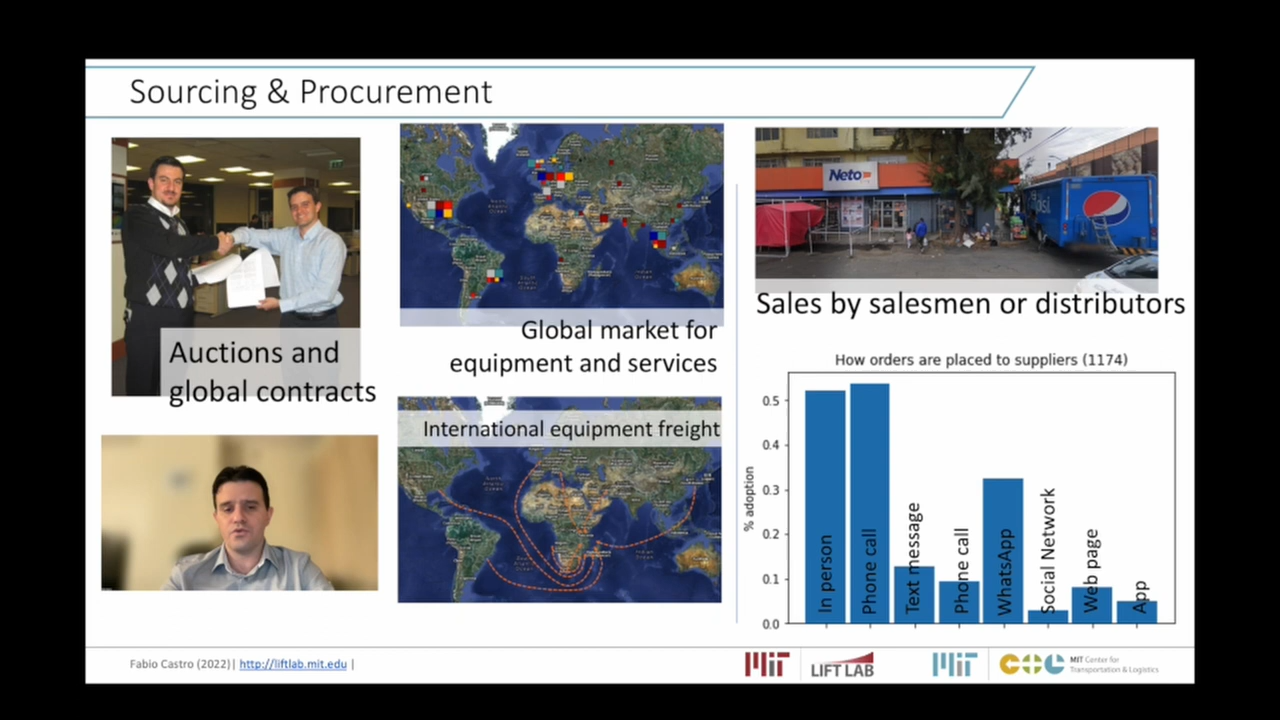 Sourcing & Procurement
Auctions and
global contracts
Global market for
equipment and services
International equipment freight
Neto
Sales by salesmen or distributors
How orders are placed to suppliers (1174)
% adoption
0.5
0.4
0.3
0.2
0.1
0.0
In person
Phone call
Text message
Phone call
WhatsApp
Social Network
Web page
App
Fabio Castro (2022)| http://liftlab.mit.edu |
MIT
LIFT LAB
MIT
CTL
MIT Center for
Transportation & Logistics